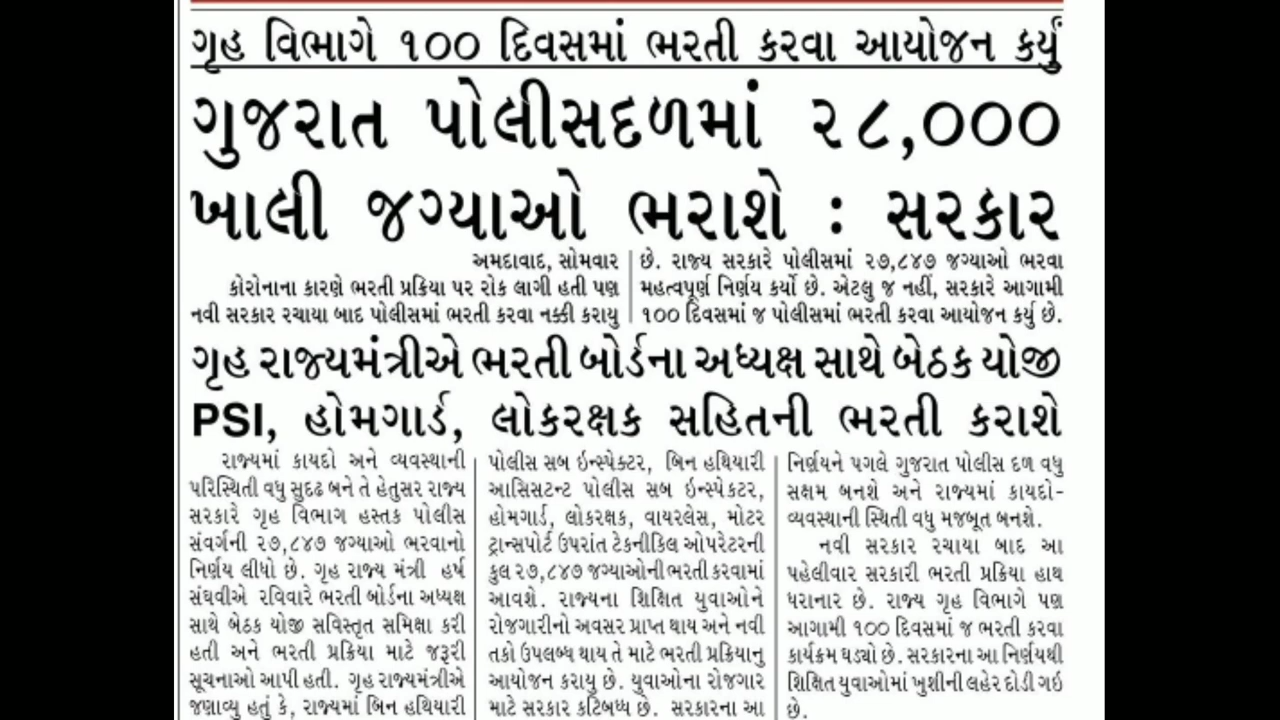 ગૃહ વિભાગે ૧૦૦ દિવસમાં ભરતી કરવા આયોજન કર્યું
ગુજરાત પોલીસદળમાં ૨૮,૦૦૦
ખાલી જગ્યાઓ ભરાશે : સરકાર
અમદાવાદ, સોમવાર
કોરોનાના કારણે ભરતી પ્રક્રિયા પર રોક લાગી હતી પણ
નવી સરકાર રચાયા બાદ પોલીસમાં ભરતી કરવા નક્કી કરાયુ
છે. રાજ્ય સરકારે પોલીસમાં ૨૭,૮૪૭ જગ્યાઓ ભરવા
મહત્વપૂર્ણ નિર્ણય કર્યો છે. એટલુ જ નહીં, સરકારે આગામી
૧૦૦ દિવસમાં જ પોલીસમાં ભરતી કરવા આયોજન કર્યુ છે.
ગૃહ રાજ્યમંત્રીએ ભરતી બોર્ડના અધ્યક્ષ સાથે બેઠક યોજી
PSI, હોમગાર્ડ, લોકરક્ષક સહિતની ભરતી કરાશે
રાજ્યમાં કાયદો અને વ્યવસ્થાની
પરિસ્થિતી વધુ સુદઢ બને તે હેતુસર રાજ્ય
સરકારે ગૃહ વિભાગ હસ્તક પોલીસ
સંવર્ગની ૨૭,૮૪૭ જગ્યાઓ ભરવાનો
નિર્ણય લીધો છે. ગૃહ રાજ્ય મંત્રી હર્ષ
સંઘવીએ રવિવારે ભરતી બોર્ડના અધ્યક્ષ
સાથે બેઠક યોજી સવિસ્તૃત સમિક્ષા કરી
હતી અને ભરતી પ્રક્રિયા માટે જરૂરી
સૂચનાઓ આપી હતી. ગૃહ રાજ્યમંત્રીએ
જણાવ્યુ હતું કે, રાજ્યમાં બિન હથિયારી
પોલીસ સબ ઇન્સ્પેક્ટર, બિન હથિયારી
આસિસટન્ટ પોલીસ સબ ઇન્સ્પેકટર,
હોમગાર્ડ, લોકરક્ષક, વાયરલેસ, મોટર
ટ્રાન્સપોર્ટ ઉપરાંત ટેકનીકિલ ઓપરેટરની
કુલ ૨૭,૮૪૭ જગ્યાઓની ભરતી કરવામાં
આવશે. રાજ્યના શિક્ષિત યુવાઓને
રોજગારીનો અવસર પ્રાપ્ત થાય અને નવી
તકો ઉપલબ્ધ થાય તે માટે ભરતી પ્રક્રિયાનુ
આયોજન કરાયુ છે. યુવાઓના રોજગાર
માટે સરકાર કટિબધ્ધ છે. સરકારના આ
નિર્ણયને પગલે ગુજરાત પોલીસ દળ વધુ
સક્ષમ બનશે અને રાજ્યમાં કાયદો-
વ્યવસ્થાની સ્થિતી વધુ મજબૂત બનશે.
નવી સરકાર રચાયા બાદ આ
પહેલીવાર સરકારી ભરતી પ્રક્રિયા હાથ
ધરાનાર છે. રાજ્ય ગૃહ વિભાગે પણ
આગામી ૧૦૦ દિવસમાં જ ભરતી કરવા
કાર્યક્રમ ઘડ્યો છે. સરકારના આ નિર્ણયથી
શિક્ષિત યુવાઓમાં ખુશીની લહેર દોડી ગઇ
છે.